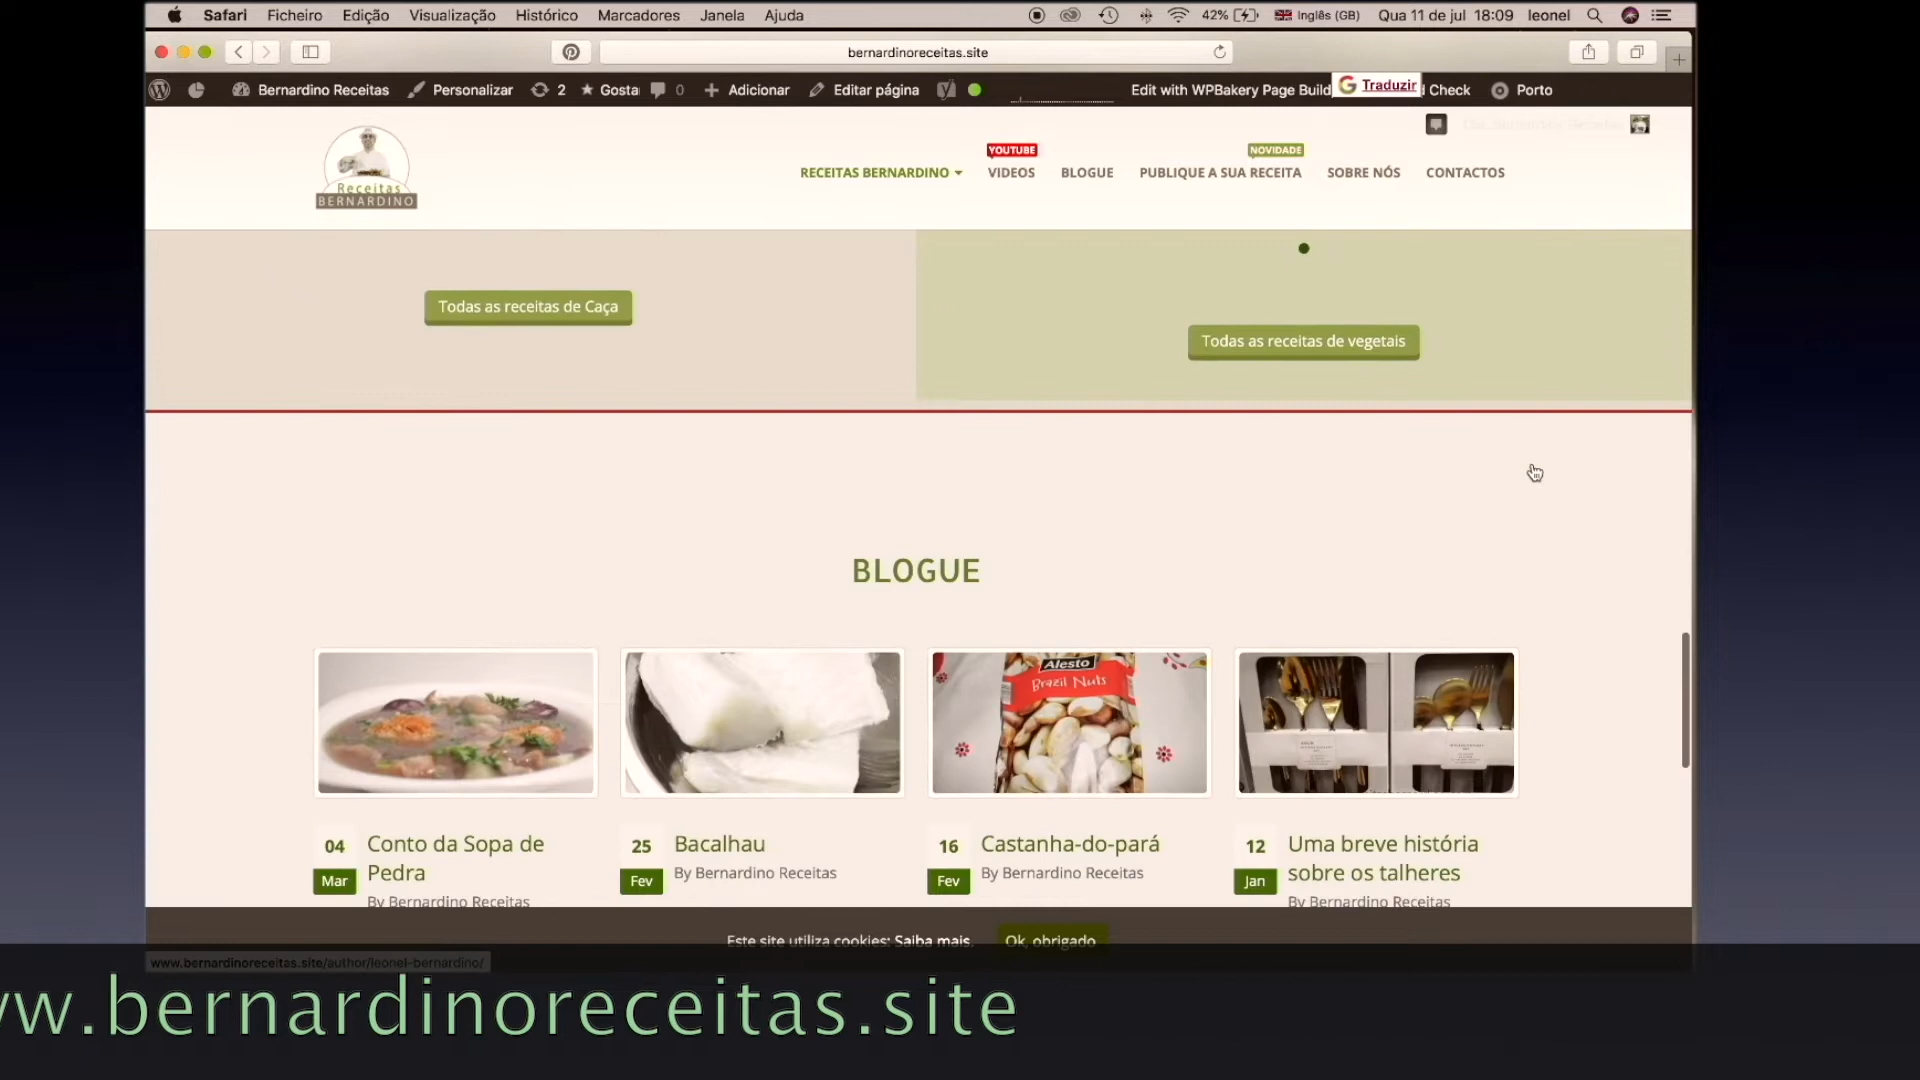 Safari Ficheiro Edição Visualização Histórico Marcadores Janela Ajuda 42% Inglês (GB) Qua 11 de jul 18:09 leonel
bernardinoreceitas.site
Bernardino Receitas Personalizar 2 Gosta 0 Adicionar Editar página Edit with WPBakery Page Build Traduzir Check Porto
YOUTUBE NOVIDADE
RECEITAS BERNARDINO VIDEOS BLOGUE PUBLIQUE A SUA RECEITA SOBRE NÓS CONTACTOS
Receitas
BERNARDINO
Todas as receitas de Caça
Todas as receitas de vegetais
BLOGUE
Alesto
Brazil Nuts
04 Mar
Conto da Sopa de
Pedra
By Bernardino Receitas
25 Fev
Bacalhau
By Bernardino Receitas
16 Fev
Castanha-do-pará
By Bernardino Receitas
12 Jan
Uma breve história
sobre os talheres
By Bernardino Receitas
Este site utiliza cookies: Saiba mais. Ok, obrigado
www.bernardinoreceitas.site/author/leonel-bernardino/
w.bernardinoreceitas.site